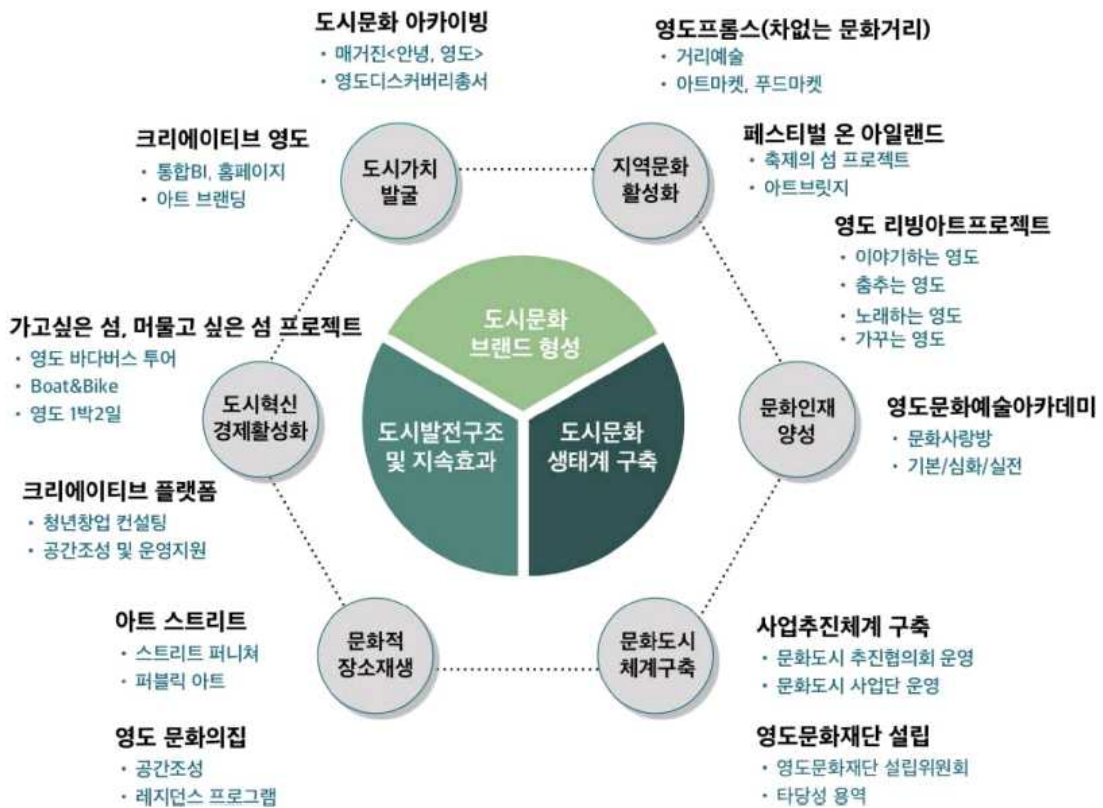 도시문화 아카이빙
• 매거진<안녕, 영도>
• 영도디스커버리총서
영도프롬스(차없는 문화거리)
• 거리예술
• 아트마켓, 푸드마켓
크리에이티브 영도
• 통합BI, 홈페이지
• 아트 브랜딩
도시가치
발굴
지역문화
활성화
페스티벌 온 아일랜드
• 축제의 섬 프로젝트
• 아트브릿지
영도 리빙아트프로젝트
• 이야기하는 영도
• 춤추는 영도
• 노래하는 영도
• 가꾸는 영도
도시문화
브랜드 형성
가고싶은 섬, 머물고 싶은 섬 프로젝트
• 영도 바다버스 투어
• Boat&Bike
• 영도 1박2일
도시혁신
경제활성화
도시발전구조
및 지속효과
도시문화
생태계 구축
문화인재
양성
영도문화예술아카데미
• 문화사랑방
• 기본/심화/실전
크리에이티브 플랫폼
• 청년창업 컨설팅
• 공간조성 및 운영지원
아트 스트리트
• 스트리트 퍼니쳐
• 퍼블릭 아트
문화적
장소재생
문화도시
체계구축
사업추진체계 구축
• 문화도시 추진협의회 운영
• 문화도시 사업단 운영
영도 문화의집
• 공간조성
• 레지던스 프로그램
영도문화재단 설립
• 영도문화재단 설립위원회
• 타당성 용역